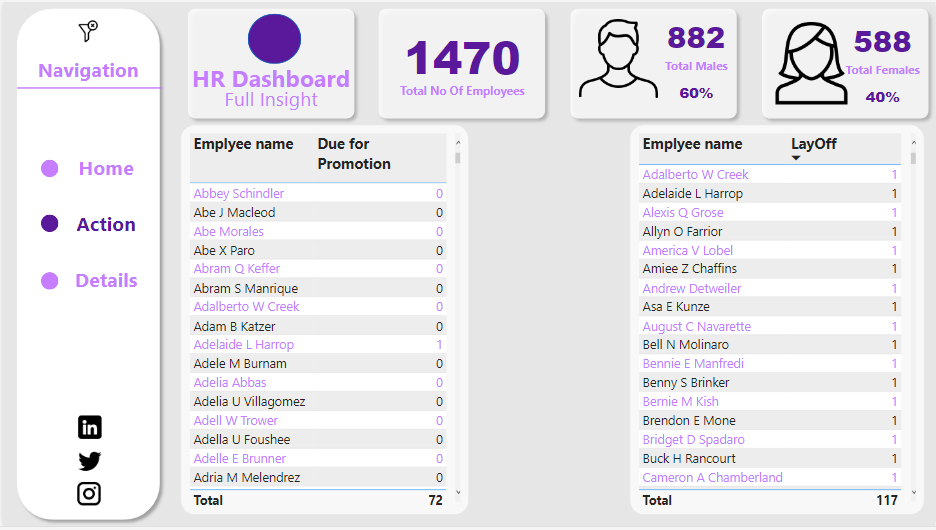 Navigation
Home
Action
Details
HR Dashboard
Full Insight
1470
Total No Of Employees
882
Total Males
60%
588
Total Females
40%
Emplyee name Due for
Promotion
Abbey Schindler 0
Abe J Macleod 0
Abe Morales 0
Abe X Paro 0
Abram Q Keffer 0
Abram S Manrique 0
Adalberto W Creek 0
Adam B Katzer 0
Adelaide L Harrop 1
Adele M Burnam 0
Adelia Abbas 0
Adelia U Villagomez 0
Adell W Trower 0
Adella U Foushee 0
Adelle E Brunner 0
Adria M Melendrez 0
Total 72
Emplyee name LayOff
Adalberto W Creek 1
Adelaide L Harrop 1
Alexis Q Grose 1
Allyn O Farrior 1
America V Lobel 1
Amiee Z Chaffins 1
Andrew Detweiler 1
Asa E Kunze 1
August C Navarette 1
Bell N Molinaro 1
Bennie E Manfredi 1
Benny S Brinker 1
Bernie M Kish 1
Brendon E Mone 1
Bridget D Spadaro 1
Buck H Rancourt 1
Cameron A Chamberland 1
Total 117
in